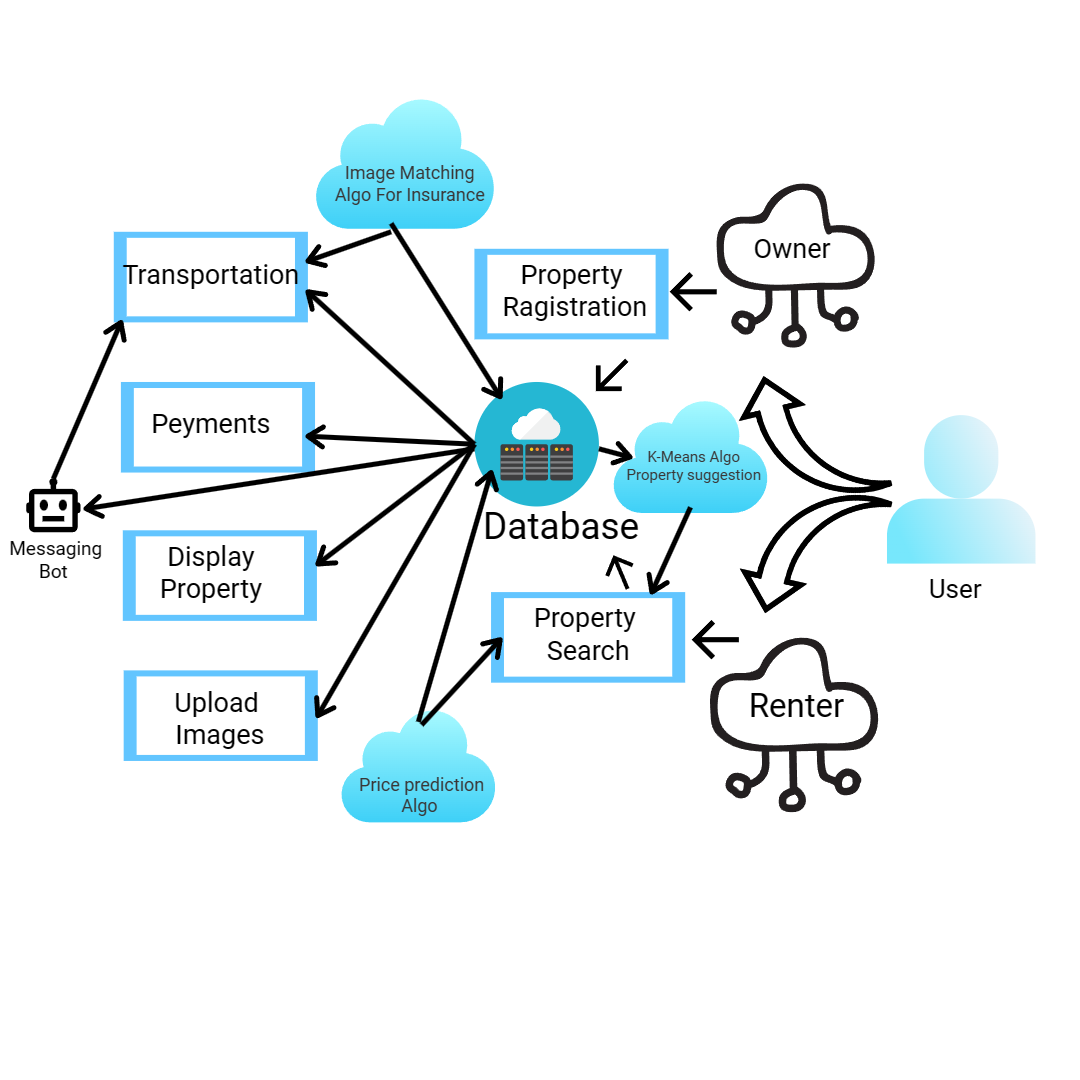 Image Matching
Algo For Insurance
Transportation
Property
Ragistration
Owner
Peyments
K-Means Algo
Property suggestion
Database
Messaging
Bot
Display
Property
User
Property
Search
Upload
Images
Renter
Price prediction
Algo